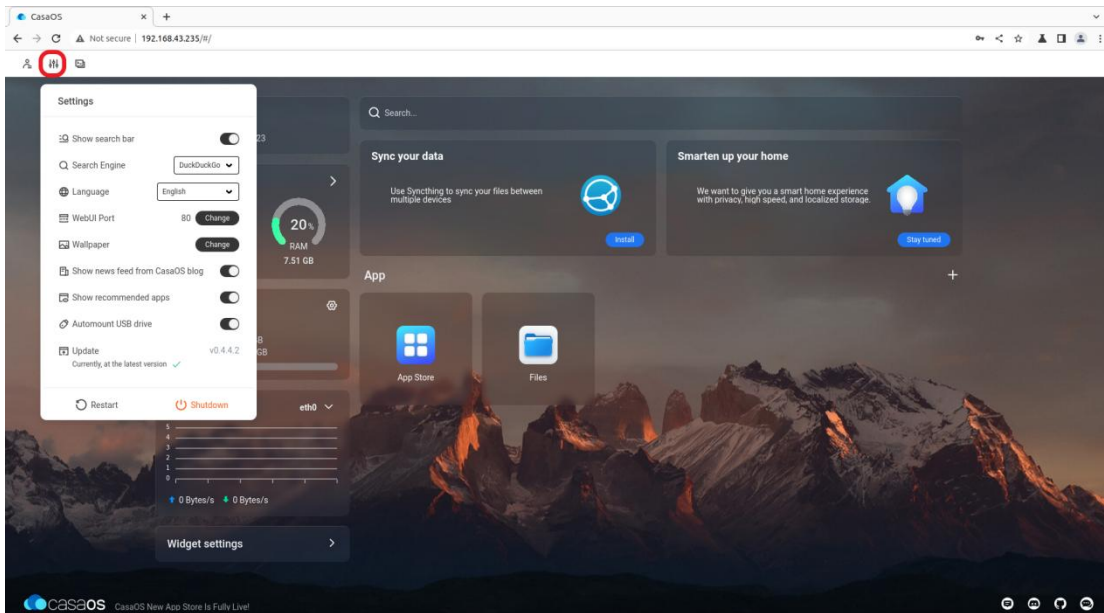 CasaOS
Not secure | 192.168.43.235/#/
Settings
Show search bar
Search Engine DuckDuckGo
Language English
WebUI Port 80 Change
Wallpaper Change
Show news feed from CasaOS blog
Show recommended apps
Automount USB drive
Update v0.4.4.2
Currently, at the latest version
Restart Shutdown
23
20%
RAM
7.51 GB
GB
eth0
5
4
3
2
1
0
0 Bytes/s 0 Bytes/s
Widget settings
Search...
Sync your data
Use Syncthing to sync your files between
multiple devices
Install
Smarten up your home
We want to give you a smart home experience
with privacy, high speed, and localized storage.
Stay tuned
App
App Store
Files
CasaOS CasaOS New App Store Is Fully Live!